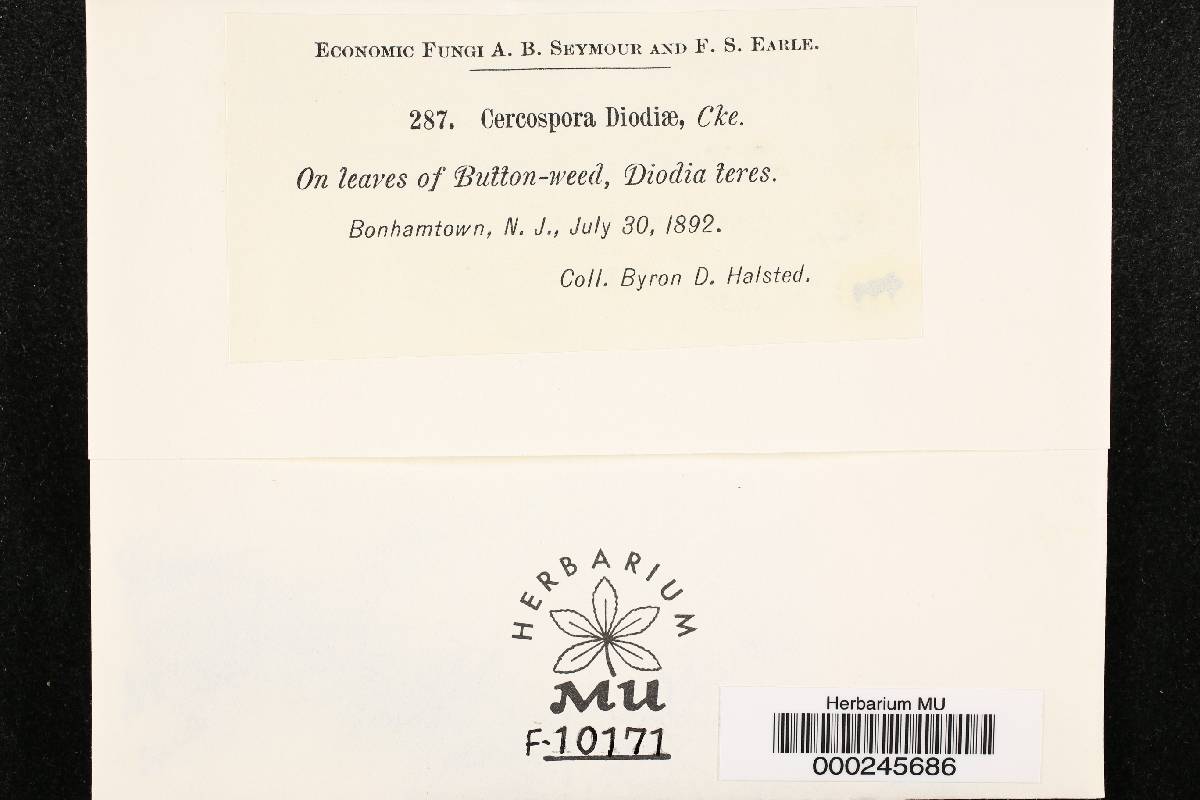 Economic Fungi A. B. Seymour and F. S. Earle.
287. Cercospora Diodiæ, Cke.
On leaves of Button-weed, Diodia teres.
Bonhamtown, N. J., July 30, 1892.
Coll. Byron D. Halsted.
HERBARIUM
MU
F-10171
Herbarium MU
000245686